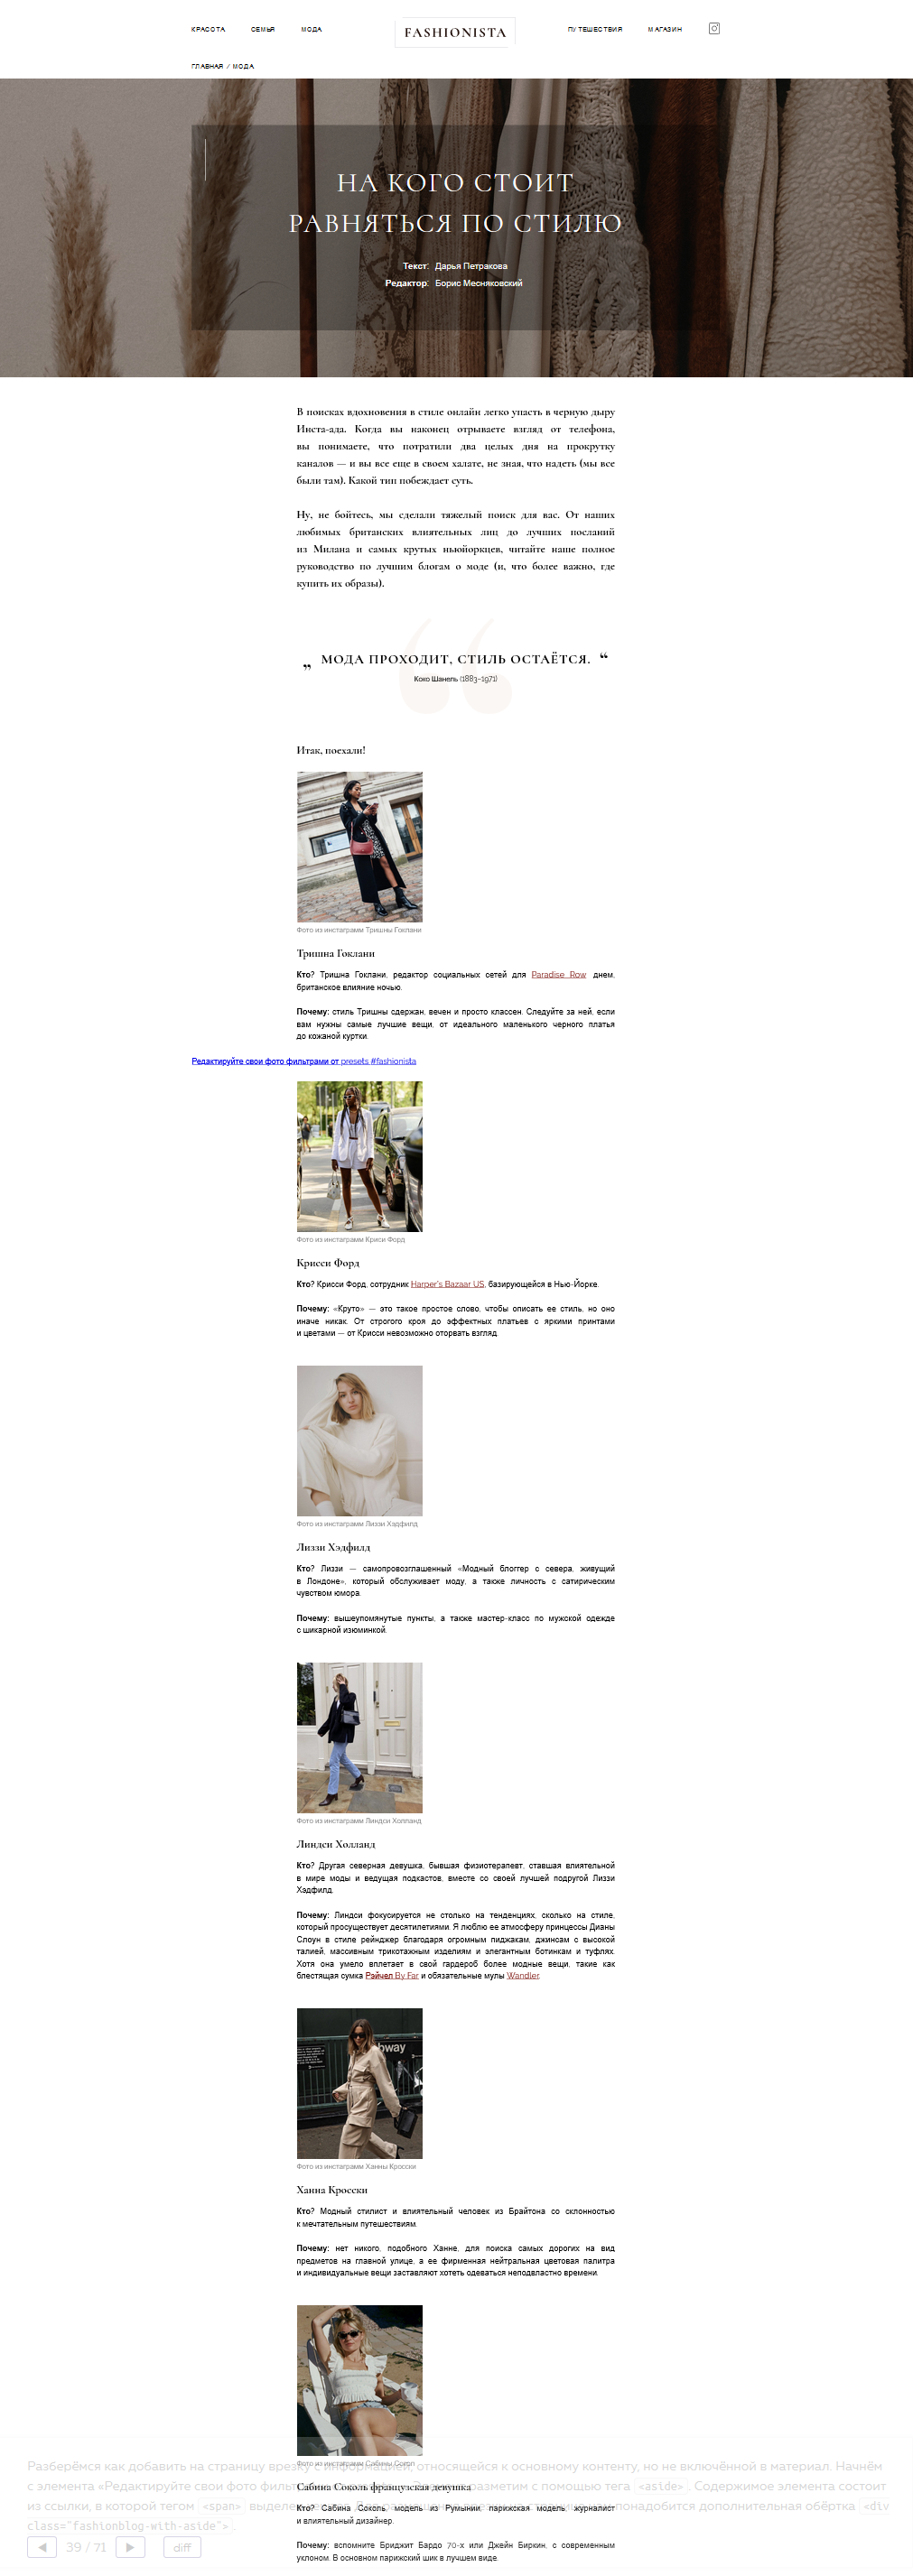 КРАСОТА СЕМЬЯ МОДА FASHIONISTA ПУТЕШЕСТВИЯ МАГАЗИН
ГЛАВНАЯ / МОДА
НА КОГО СТОИТ
РАВНЯТЬСЯ ПО СТИЛЮ
Текст: Дарья Петракова
Редактор: Борис Месняковский
В поисках вдохновения в стиле онлайн легко упасть в черную дыру
Инста-ада. Когда вы наконец отрываете взгляд от телефона,
вы понимаете, что потратили два целых дня на прокрутку
каналов — и вы все еще в своем халате, не зная, что надеть (мы все
были там). Какой тип побеждает суть.
Ну, не бойтесь, мы сделали тяжелый поиск для вас. От наших
любимых британских влиятельных лиц до лучших посланий
из Милана и самых крутых ньюйоркцев, читайте наше полное
руководство по лучшим блогам о моде (и, что более важно, где
купить их образы).
„ МОДА ПРОХОДИТ, СТИЛЬ ОСТАЁТСЯ. “
Коко Шанель (1883-1971)
Итак, поехали!
Фото из инстаграмм Тришны Гоклани
Тришна Гоклани
Кто? Тришна Гоклани, редактор социальных сетей для Paradise Row днем,
британское влияние ночью.
Почему: стиль Тришны сдержан, вечен и просто классен. Следуйте за ней, если
вам нужны самые лучшие вещи, от идеального маленького черного платья
до кожаной куртки.
Редактируйте свои фото фильтрами от presets #fashionista
Фото из инстаграмм Криси Форд
Крисси Форд
Кто? Крисси Форд, сотрудник Harper's Bazaar US, базирующейся в Нью-Йорке.
Почему: «Круто» — это такое простое слово, чтобы описать ее стиль, но оно
иначе никак. От строгого кроя до эффектных платьев с яркими принтами
и цветами — от Крисси невозможно оторвать взгляд.
Фото из инстаграмм Лиззи Хэдфилд
Лиззи Хэдфилд
Кто? Лиззи — самопровозглашенный «Модный блоггер с севера, живущий
в Лондоне», который обслуживает моду, а также личность с сатирическим
чувством юмора.
Почему: вышеупомянутые пункты, а также мастер-класс по мужской одежде
с шикарной изюминкой.
Фото из инстаграмм Линдси Холланд
Линдси Холланд
Кто? Другая северная девушка, бывшая физиотерапевт, ставшая влиятельной
в мире моды и ведущая подкастов, вместе со своей лучшей подругой Лиззи
Хэдфилд.
Почему: Линдси фокусируется не столько на тенденциях, сколько на стиле,
который просуществует десятилетиями. Я люблю ее атмосферу принцессы Дианы
Слоун в стиле рейнджер благодаря огромным пиджакам, джинсам с высокой
талией, массивным трикотажным изделиям и элегантным ботинкам и туфлях.
Хотя она умело вплетает в свой гардероб более модные вещи, такие как
блестящая сумка Рэйчел By Far и обязательные мулы Wandler.
bway
Фото из инстаграмм Ханны Кросски
Ханна Кросски
Кто? Модный стилист и влиятельный человек из Брайтона со склонностью
к мечтательным путешествиям.
Почему: нет никого, подобного Ханне, для поиска самых дорогих на вид
предметов на главной улице, а ее фирменная нейтральная цветовая палитра
и индивидуальные вещи заставляют хотеть одеваться неподвластно времени.
Фото из инстаграмм Сабины Сокол
Разберёмся как добавить на страницу врезку с информацией, относящейся к основному контенту, но не включённой в материал. Начнём
с элемента «Редактируйте свои фото разметим с помощью тега <aside>. Содержимое элемента состоит
Сабина Соколь французская девушка
из ссылки, в которой тегом <span> понадобится дополнительная обёртка <div
Кто? Сабина Соколь, модель из Румынии, парижская модель, журналист
class="fashionblog-with-aside">.
и влиятельный дизайнер.
39 / 71 diff
Почему: вспомните Бриджит Бардо 70-х или Джейн Биркин, с современным
уклоном. В основном парижский шик в лучшем виде.